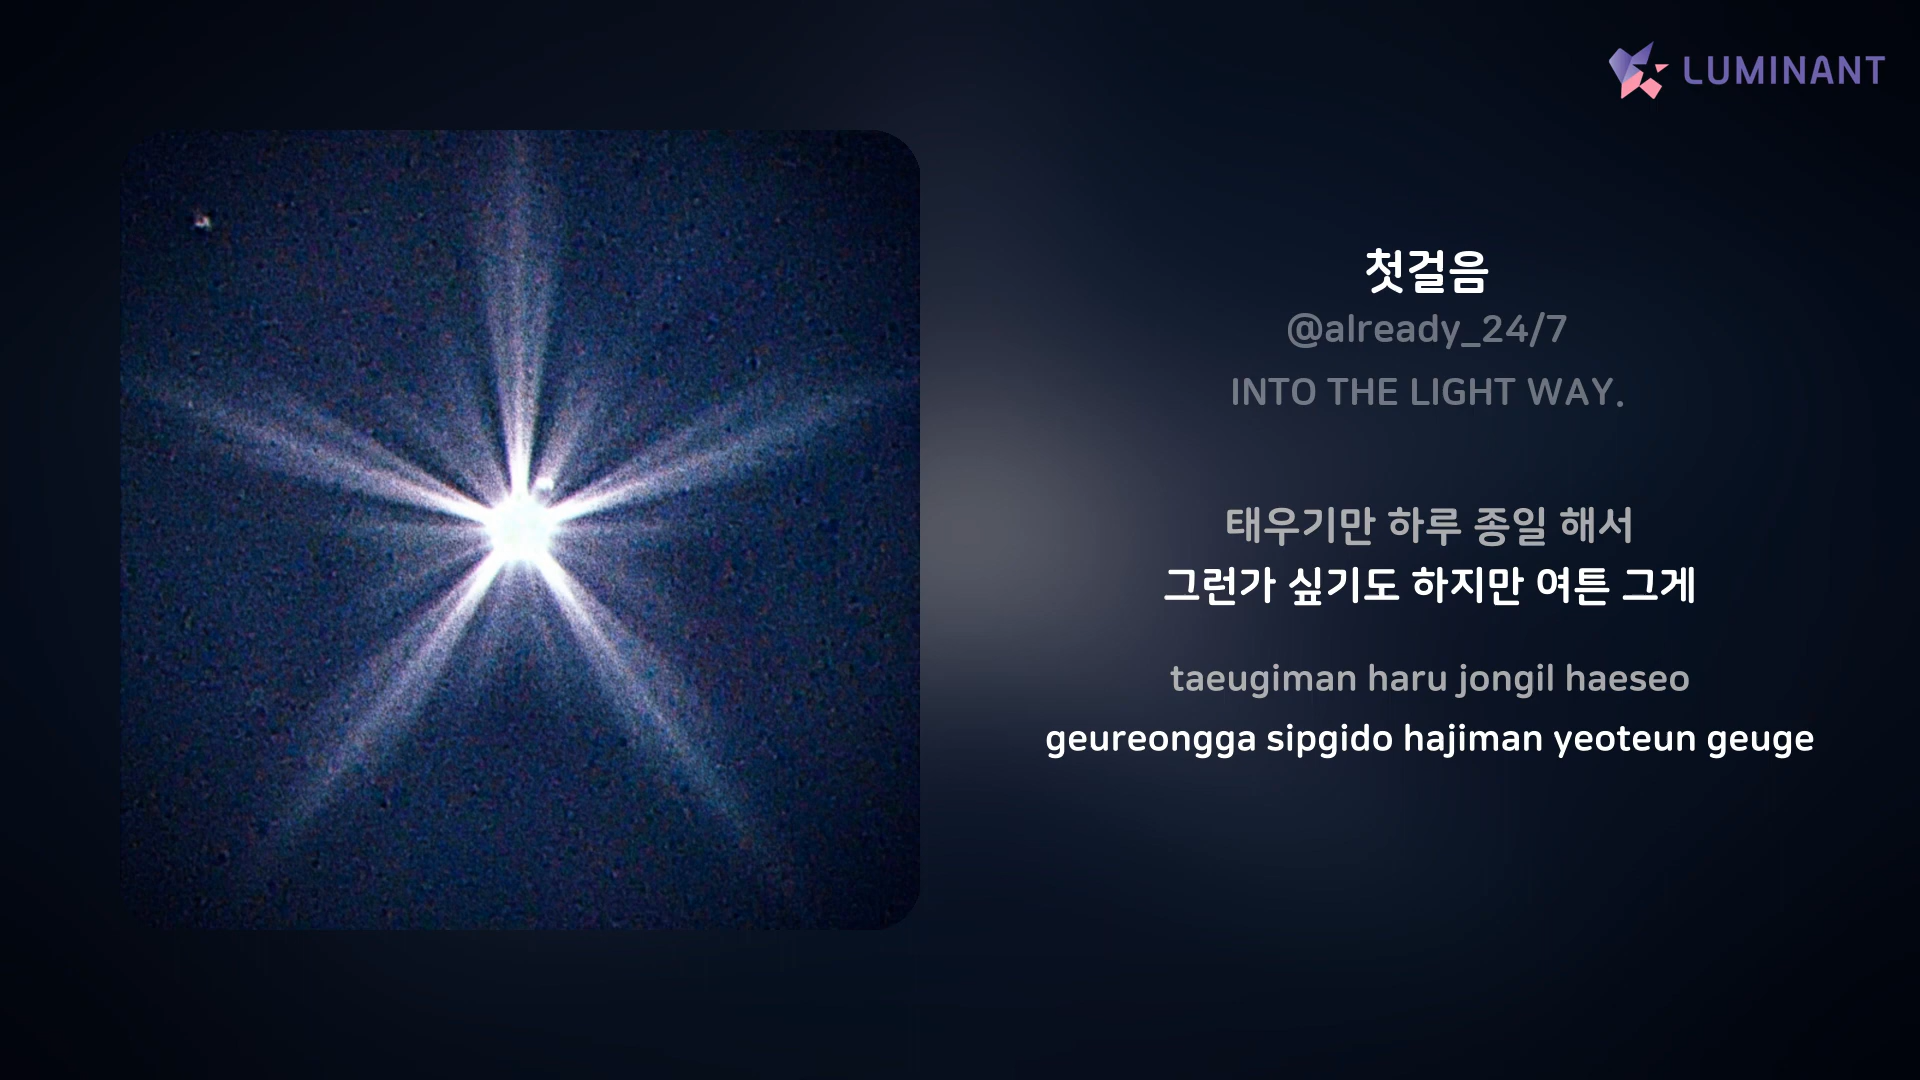 LUMINANT
첫걸음
@already_24/7
INTO THE LIGHT WAY.
태우기만 하루 종일 해서
그런가 싶기도 하지만 여튼 그게
taeugiman haru jongil haeseo
geureongga sipgido hajiman yeoteun geuge